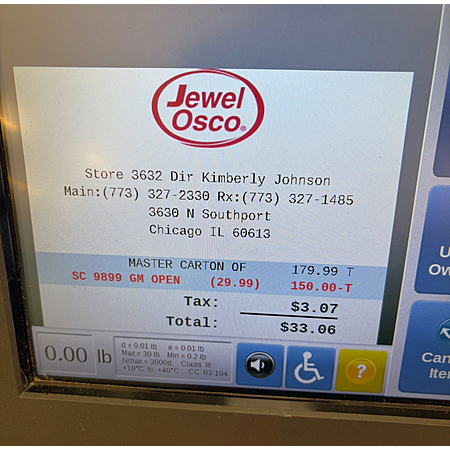 Jewel
Osco®
Store 3632 Dir Kimberly Johnson
Main:(773) 327-2330 Rx:(773) 327-1485
3630 N Southport
Chicago IL 60613
MASTER CARTON OF 179.99 T
SC 9899 GM OPEN (29.99) 150.00-T
Tax: $3.07
Total: $33.06
0.00 lb
d = 0.01 lb e = 0.01 lb
Max = 30 lb Min = 0.2 lb
Nmax = 3000d Class III
+10°C to +40°C CC 03-104
?